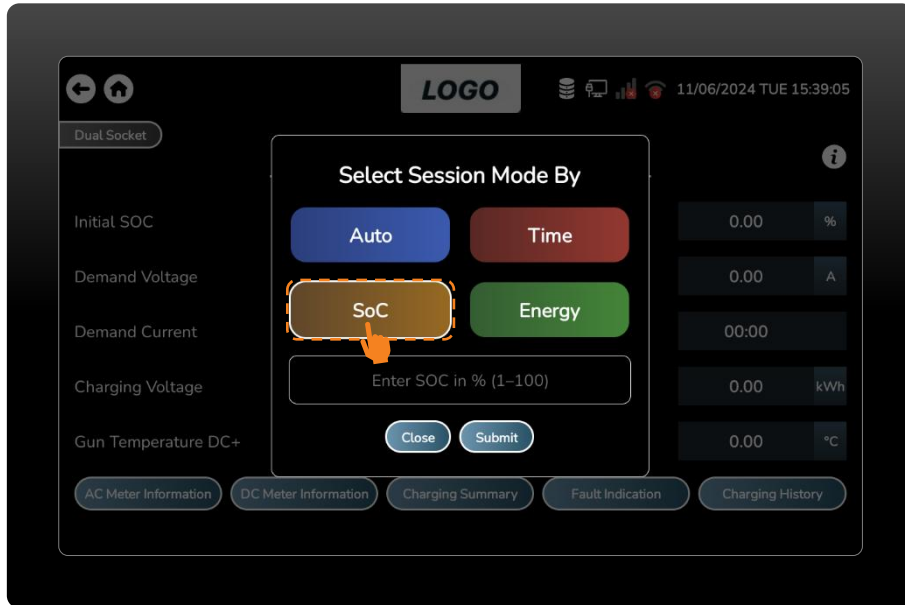 LOGO
11/06/2024 TUE 15:39:05
Dual Socket
i
Select Session Mode By
Auto
Time
SoC
Energy
Enter SOC in % (1–100)
Close
Submit
Initial SOC
0.00 %
Demand Voltage
0.00 A
Demand Current
00:00
Charging Voltage
0.00 kWh
Gun Temperature DC+
0.00 °C
AC Meter Information
DC Meter Information
Charging Summary
Fault Indication
Charging History